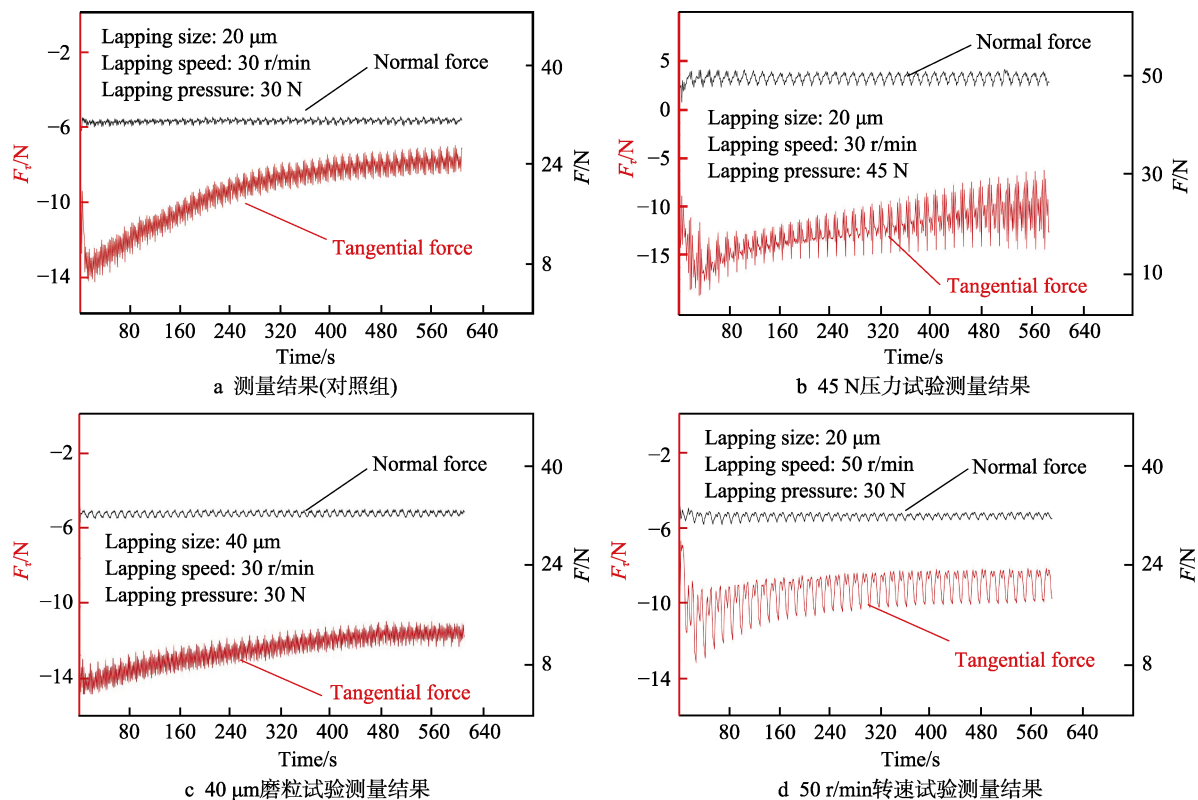 −2
−6
−10
−14
Fτ/N
Lapping size: 20 μm
Lapping speed: 30 r/min
Lapping pressure: 30 N
Normal force
Tangential force
40
24
8
F/N
80 160 240 320 400 480 560 640
Time/s
a 测量结果(对照组)
5
0
−5
−10
−15
Fτ/N
Normal force
Lapping size: 20 μm
Lapping speed: 30 r/min
Lapping pressure: 45 N
Tangential force
50
30
10
F/N
80 160 240 320 400 480 560 640
Time/s
b 45 N压力试验测量结果
−2
−6
−10
−14
Fτ/N
Normal force
Lapping size: 40 μm
Lapping speed: 30 r/min
Lapping pressure: 30 N
Tangential force
40
24
8
F/N
80 160 240 320 400 480 560 640
Time/s
c 40 μm磨粒试验测量结果
−2
−6
−10
−14
Fτ/N
Lapping size: 20 μm
Lapping speed: 50 r/min
Lapping pressure: 30 N
Normal force
Tangential force
40
24
8
F/N
80 160 240 320 400 480 560 640
Time/s
d 50 r/min转速试验测量结果